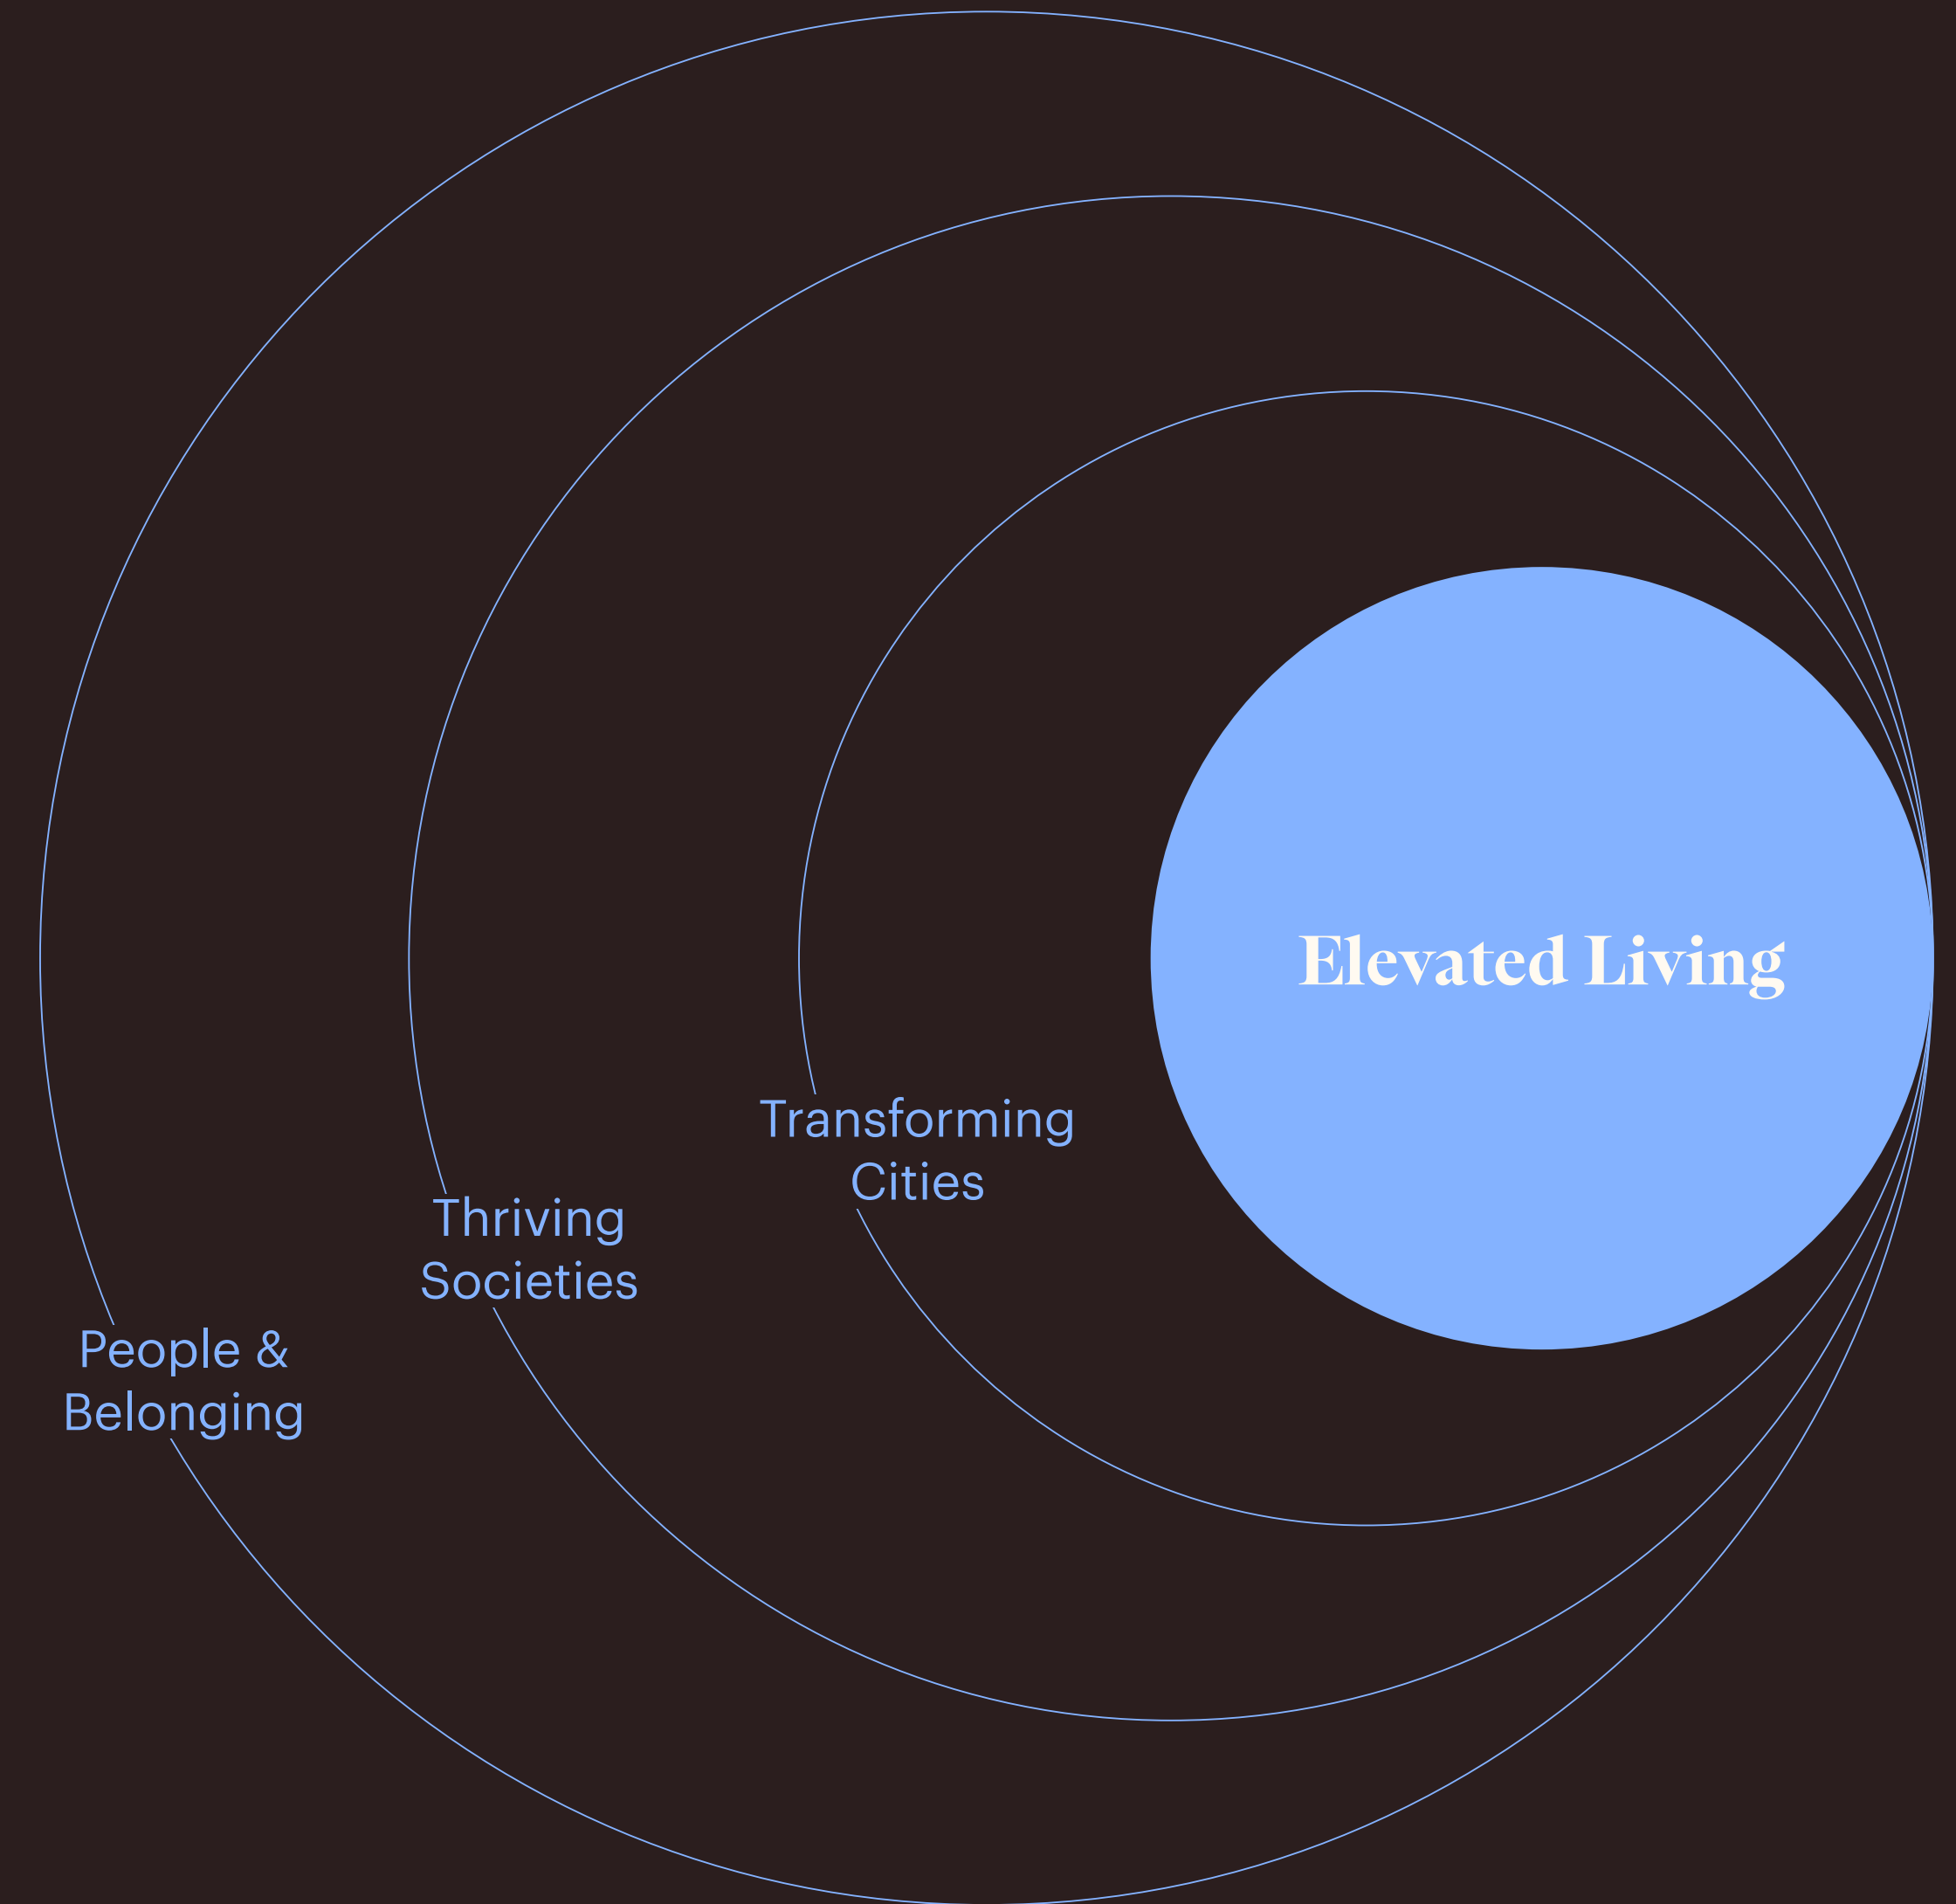 Elevated Living
Transforming
Cities
Thriving
Societies
People &
Belonging